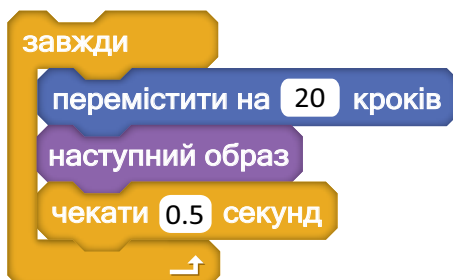 завжди
перемістити на 20 кроків
наступний образ
чекати 0.5 секунд